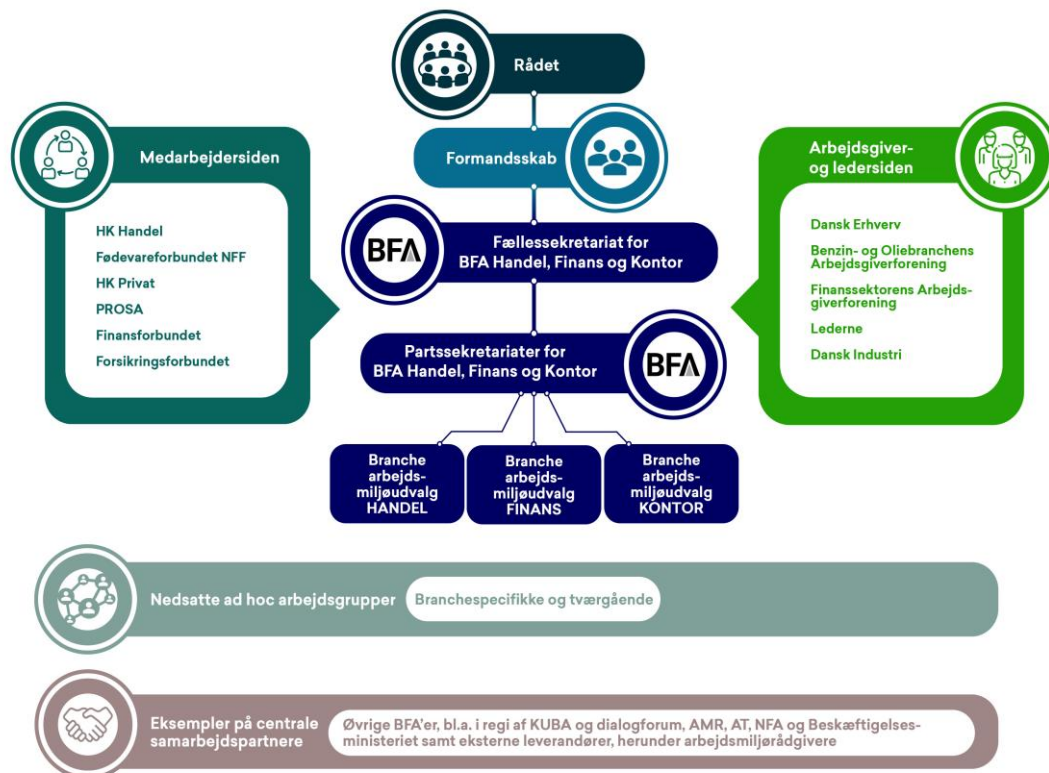 Rådet
Formandsskab
BFA
Fællessekretariat for
BFA Handel, Finans og Kontor
Partssekretariater for
BFA Handel, Finans og Kontor
BFA
Branche
arbejds-
miljøudvalg
HANDEL
Branche
arbejds-
miljøudvalg
FINANS
Branche
arbejds-
miljøudvalg
KONTOR
Medarbejdersiden
HK Handel
Fødevareforbundet NFF
HK Privat
PROSA
Finansforbundet
Forsikringsforbundet
Arbejdsgiver-
og ledersiden
Dansk Erhverv
Benzin- og Oliebranchens
Arbejdsgiverforening
Finanssektorens Arbejds-
giverforening
Lederne
Dansk Industri
Nedsatte ad hoc arbejdsgrupper
Branchespecifikke og tværgående
Eksempler på centrale
samarbejdspartnere
Øvrige BFA'er, bl.a. i regi af KUBA og dialogforum, AMR, AT, NFA og Beskæftigelses-
ministeriet samt eksterne leverandører, herunder arbejdsmiljørådgivere